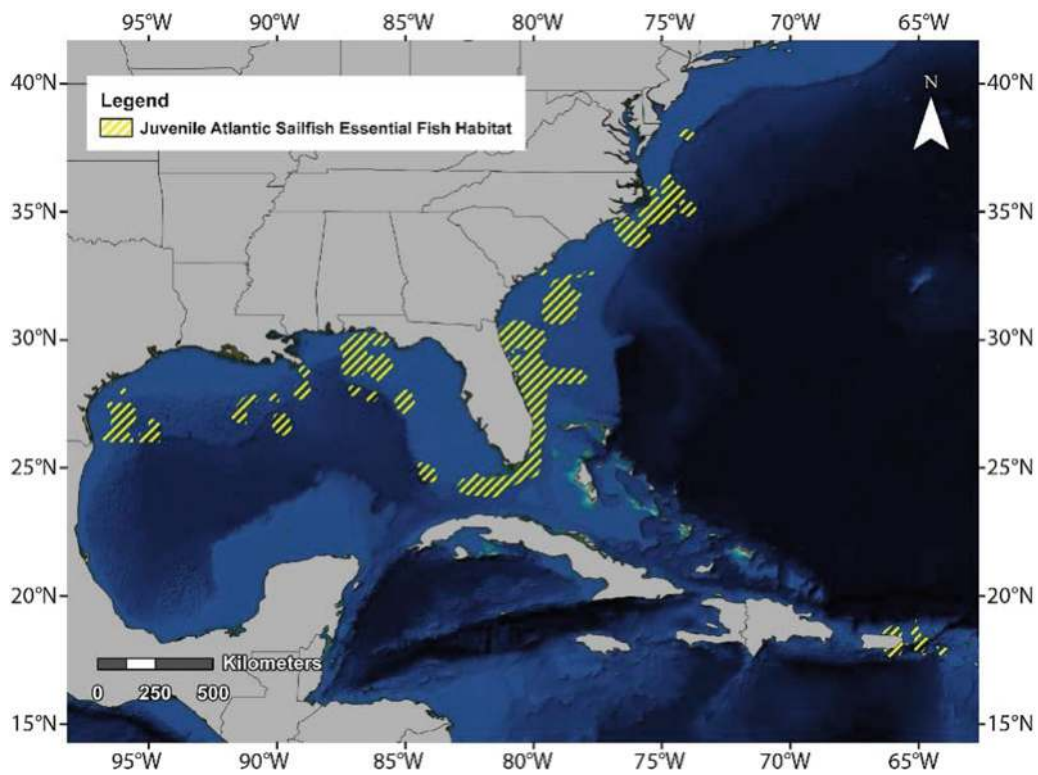 95°W 90°W 85°W 80°W 75°W 70°W 65°W
40°N 40°N
Legend
Juvenile Atlantic Sailfish Essential Fish Habitat
N
35°N 35°N
30°N 30°N
25°N 25°N
20°N 20°N
Kilometers
0 250 500
15°N 15°N
95°W 90°W 85°W 80°W 75°W 70°W 65°W